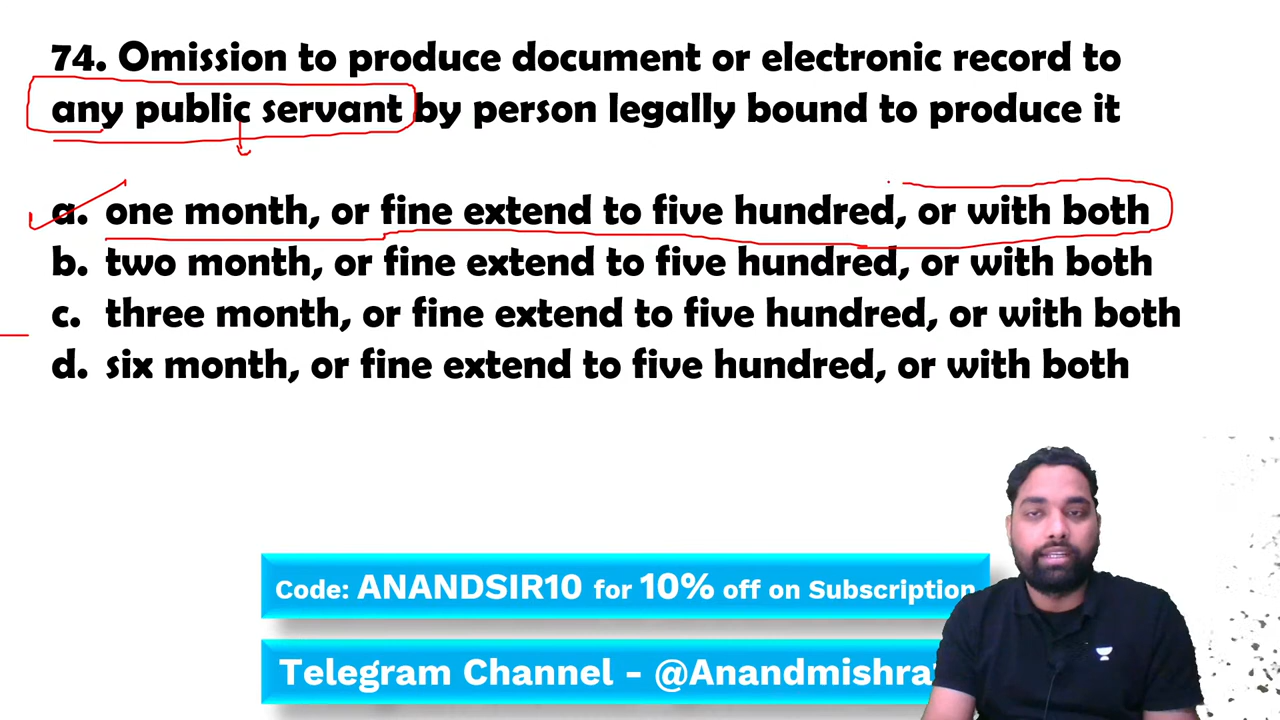 74. Omission to produce document or electronic record to
any public servant by person legally bound to produce it
a. one month, or fine extend to five hundred, or with both
b. two month, or fine extend to five hundred, or with both
c. three month, or fine extend to five hundred, or with both
d. six month, or fine extend to five hundred, or with both
Code: ANANDSIR10 for 10% off on Subscription
Telegram Channel - @Anandmishra